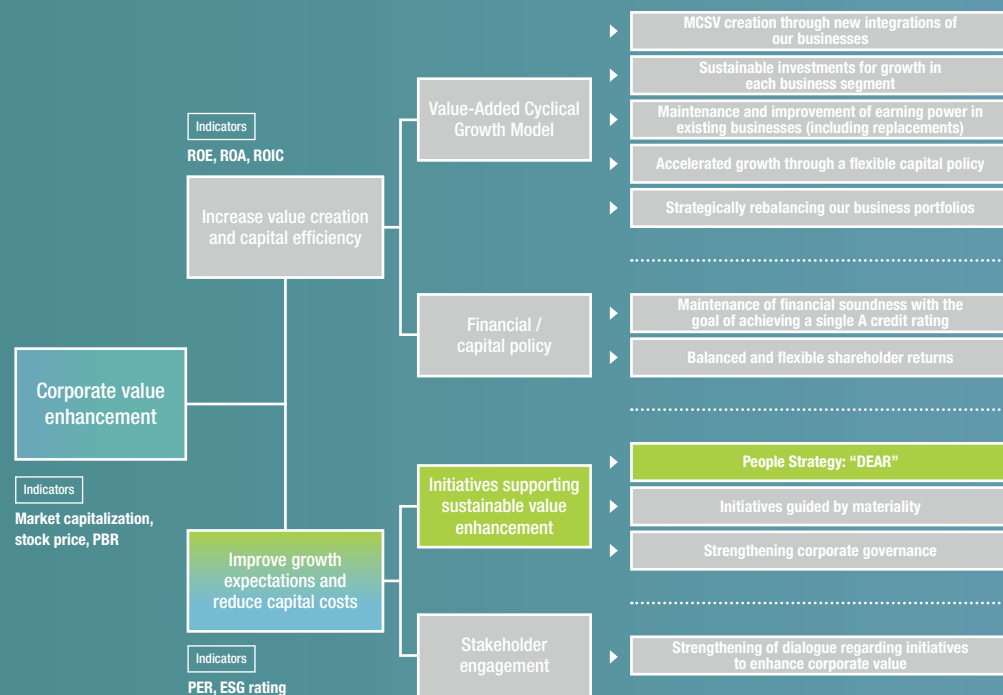 Corporate value
enhancement
Indicators
Market capitalization,
stock price, PBR
Indicators
ROE, ROA, ROIC
Increase value creation
and capital efficiency
Value-Added Cyclical
Growth Model
MCSV creation through new integrations of
our businesses
Sustainable investments for growth in
each business segment
Maintenance and improvement of earning power in
existing businesses (including replacements)
Accelerated growth through a flexible capital policy
Strategically rebalancing our business portfolios
Financial /
capital policy
Maintenance of financial soundness with the
goal of achieving a single A credit rating
Balanced and flexible shareholder returns
Improve growth
expectations and
reduce capital costs
Indicators
PER, ESG rating
Initiatives supporting
sustainable value
enhancement
People Strategy: “DEAR”
Initiatives guided by materiality
Strengthening corporate governance
Stakeholder
engagement
Strengthening of dialogue regarding initiatives
to enhance corporate value